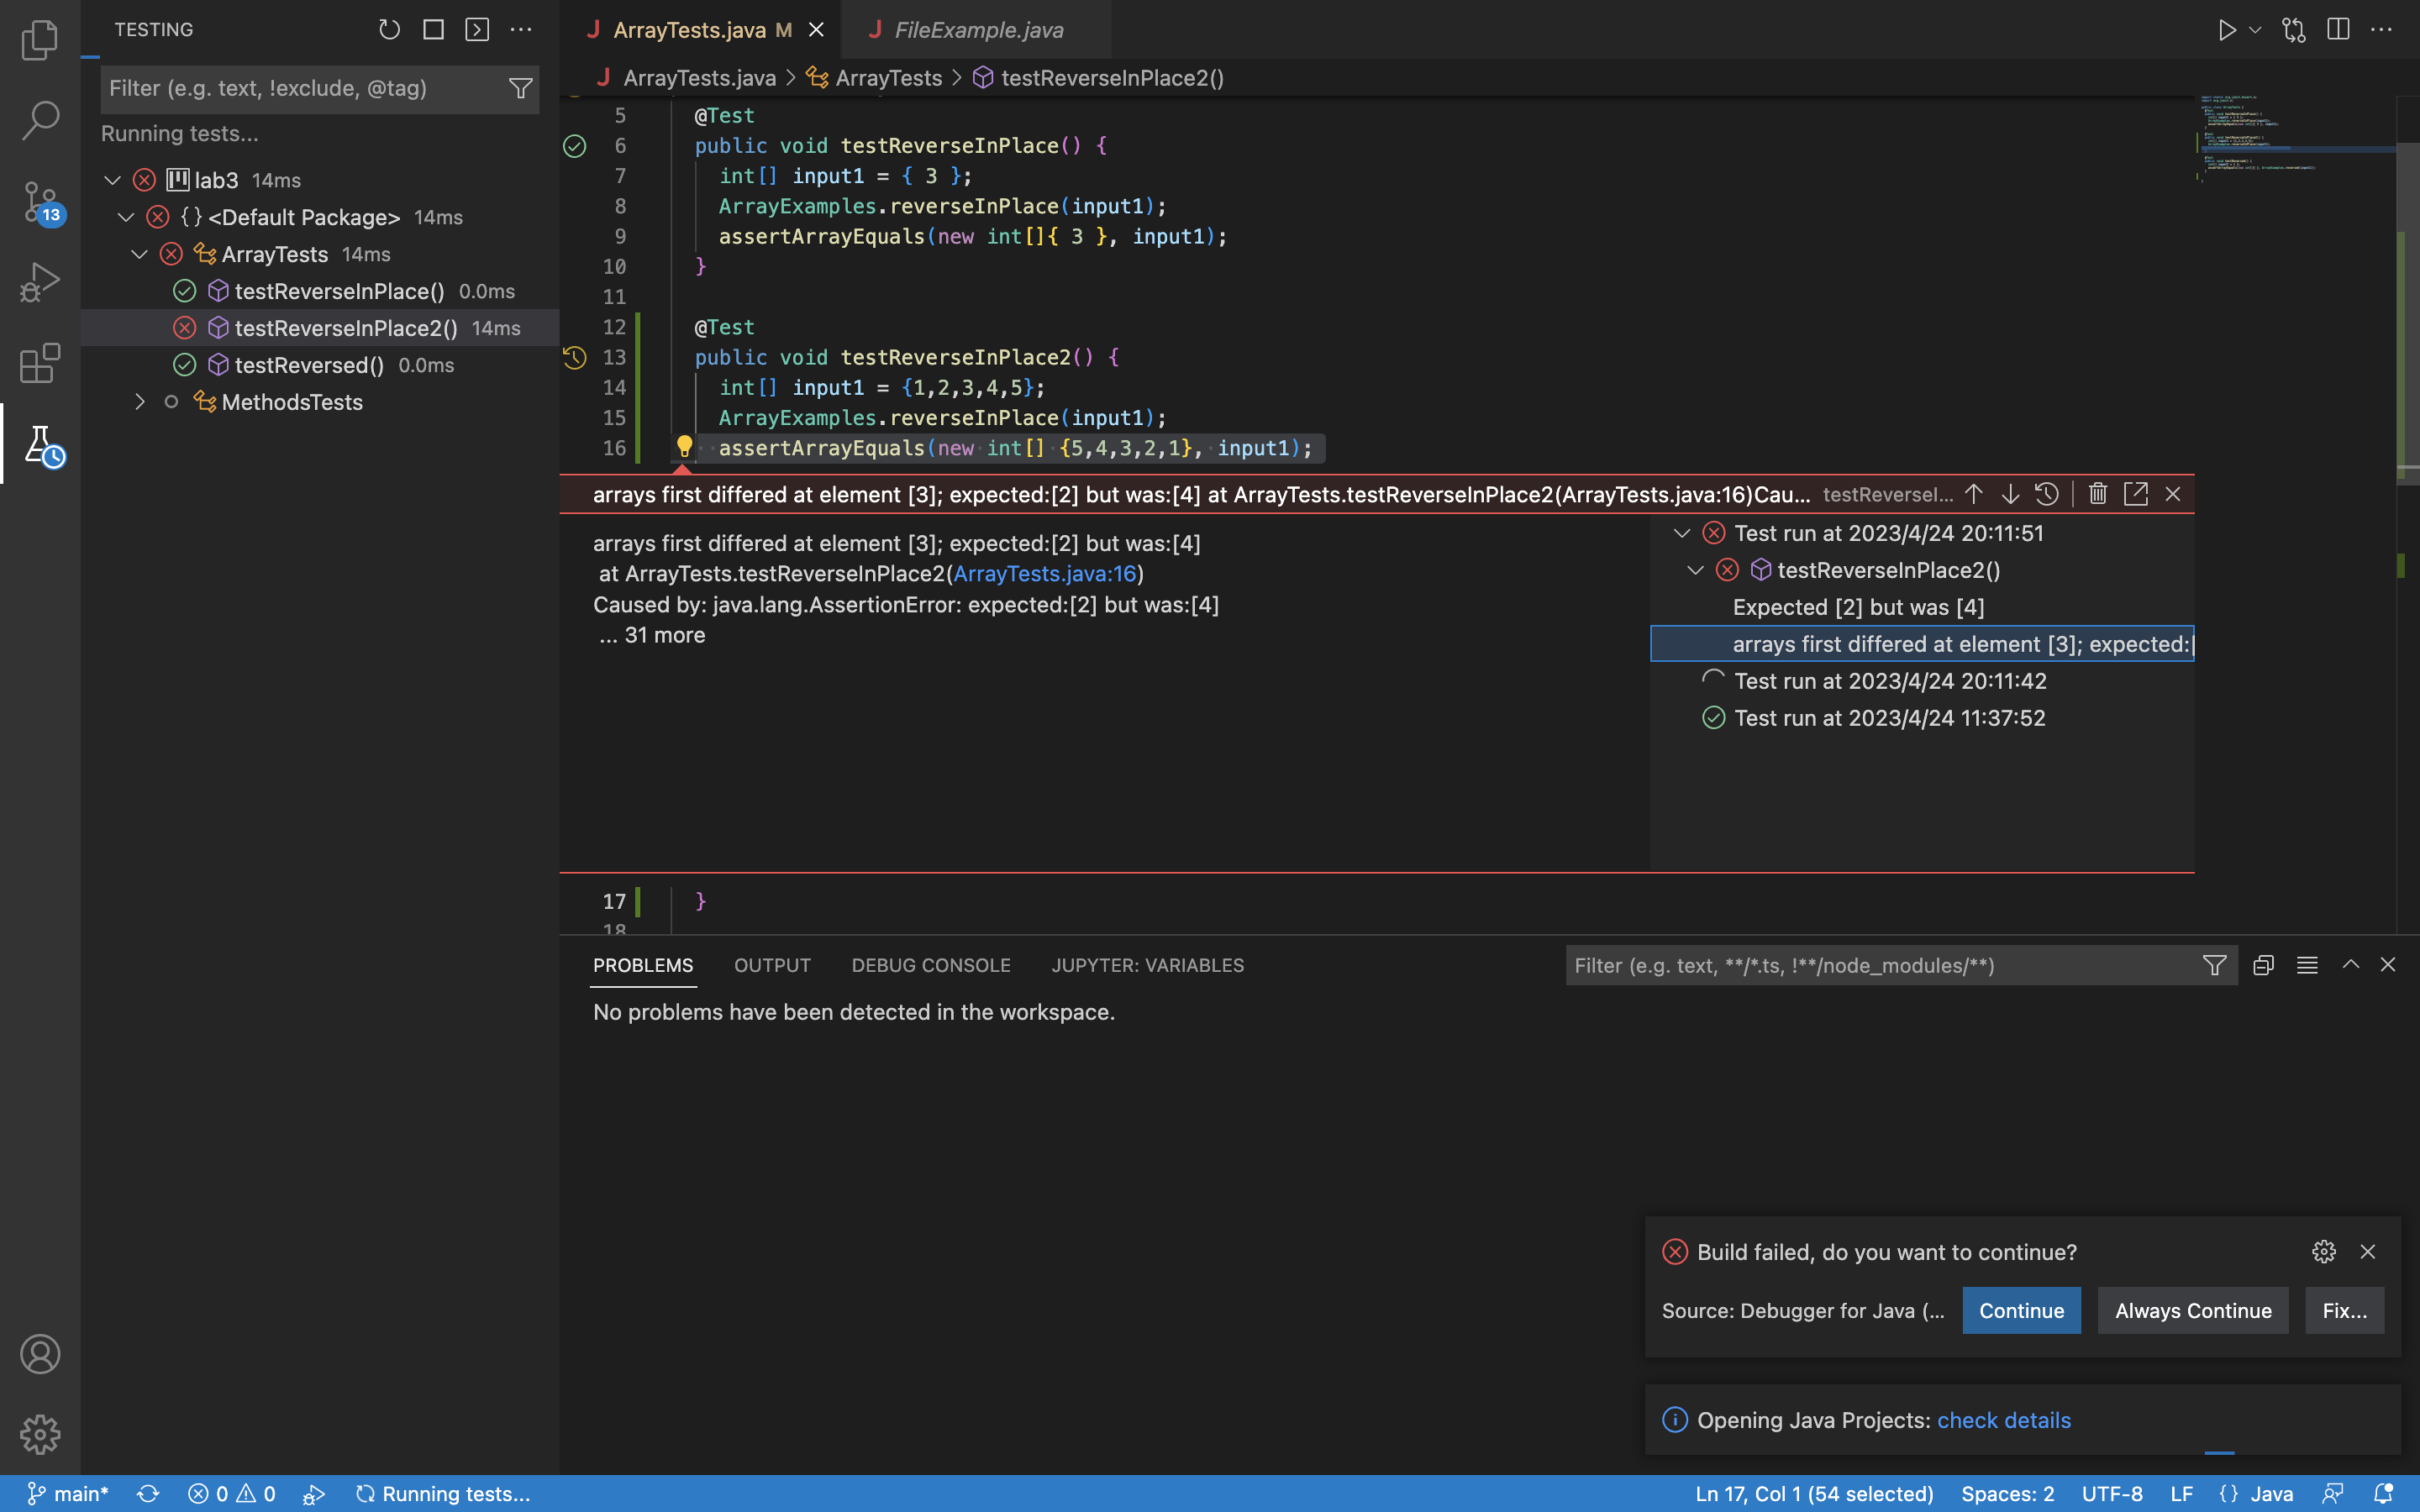 TESTING
Filter (e.g. text, !exclude, @tag)
Running tests...
lab3 14ms
{} <Default Package> 14ms
ArrayTests 14ms
testReverseInPlace() 0.0ms
testReverseInPlace2() 14ms
testReversed() 0.0ms
MethodsTests
13
J ArrayTests.java M
J FileExample.java
J ArrayTests.java > ArrayTests > testReverseInPlace2()
5 @Test
6 public void testReverseInPlace() {
7 int[] input1 = { 3 };
8 ArrayExamples.reverseInPlace(input1);
9 assertArrayEquals(new int[]{ 3 }, input1);
10 }
11
12 @Test
13 public void testReverseInPlace2() {
14 int[] input1 = {1,2,3,4,5};
15 ArrayExamples.reverseInPlace(input1);
16 assertArrayEquals(new int[] {5,4,3,2,1}, input1);
arrays first differed at element [3]; expected:[2] but was:[4] at ArrayTests.testReverseInPlace2(ArrayTests.java:16)Cau... testReverseI...
arrays first differed at element [3]; expected:[2] but was:[4]
at ArrayTests.testReverseInPlace2(ArrayTests.java:16)
Caused by: java.lang.AssertionError: expected:[2] but was:[4]
... 31 more
Test run at 2023/4/24 20:11:51
testReverseInPlace2()
Expected [2] but was [4]
arrays first differed at element [3]; expected:[
Test run at 2023/4/24 20:11:42
Test run at 2023/4/24 11:37:52
17 }
18
PROBLEMS OUTPUT DEBUG CONSOLE JUPYTER: VARIABLES
Filter (e.g. text, **/*.ts, !**/node_modules/**)
No problems have been detected in the workspace.
Build failed, do you want to continue?
Source: Debugger for Java (...
Continue
Always Continue
Fix...
Opening Java Projects: check details
main* 0 0 Running tests...
Ln 17, Col 1 (54 selected) Spaces: 2 UTF-8 LF {} Java